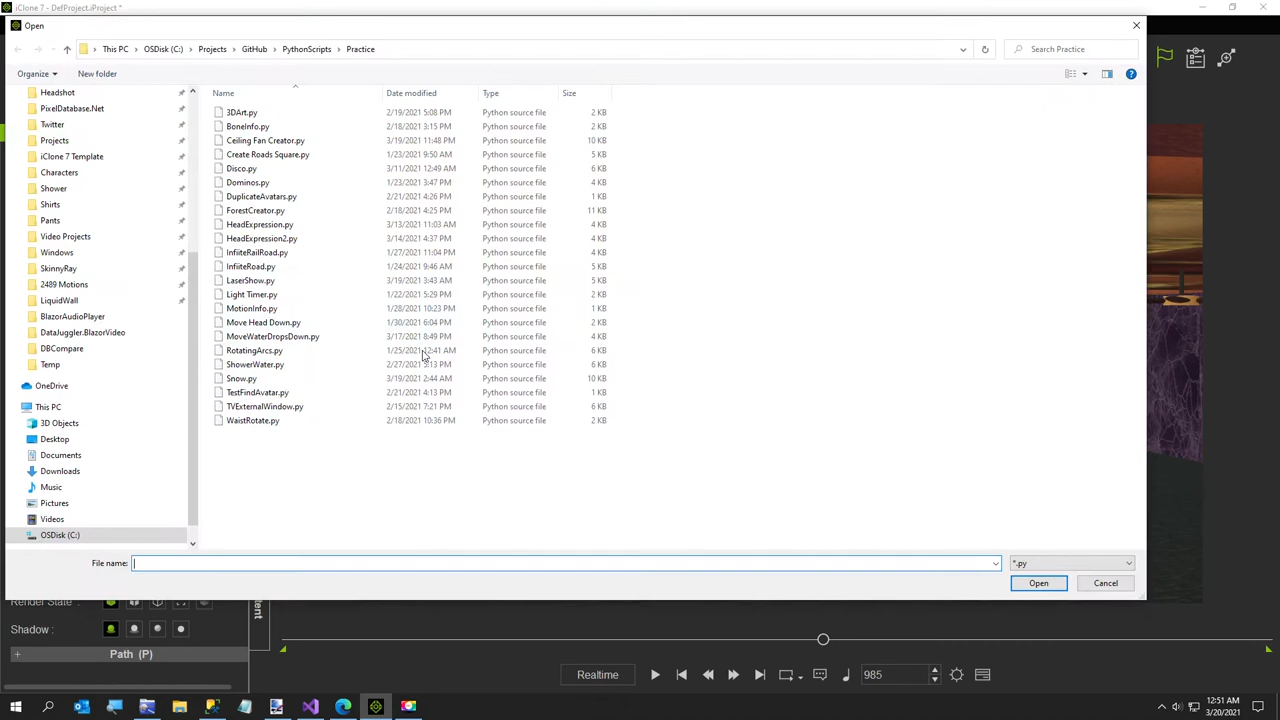 iClone 7 - DefProject.iProject *
Open
This PC > OSDisk (C:) > Projects > GitHub > PythonScripts > Practice
Search Practice
Organize
New folder
Name Date modified Type Size
Headshot
PixelDatabase.Net
Twitter
Projects
iClone 7 Template
Characters
Shower
Shirts
Pants
Video Projects
Windows
SkinnyRay
2489 Motions
LiquidWall
BlazorAudioPlayer
DataJuggler.BlazorVideo
DBCompare
Temp
OneDrive
This PC
3D Objects
Desktop
Documents
Downloads
Music
Pictures
Videos
OSDisk (C:)
3DArt.py 2/19/2021 5:08 PM Python source file 2 KB
BoneInfo.py 2/18/2021 3:15 PM Python source file 2 KB
Ceiling Fan Creator.py 3/19/2021 11:48 PM Python source file 10 KB
Create Roads Square.py 1/23/2021 9:50 AM Python source file 5 KB
Disco.py 3/11/2021 12:49 AM Python source file 6 KB
Dominos.py 1/23/2021 3:47 PM Python source file 4 KB
DuplicateAvatars.py 2/21/2021 4:26 PM Python source file 1 KB
ForestCreator.py 2/18/2021 4:25 PM Python source file 11 KB
HeadExpression.py 3/13/2021 11:03 AM Python source file 4 KB
HeadExpression2.py 3/14/2021 4:37 PM Python source file 4 KB
InfiiteRailRoad.py 1/27/2021 11:04 PM Python source file 5 KB
InfiiteRoad.py 1/24/2021 9:46 AM Python source file 5 KB
LaserShow.py 3/19/2021 3:43 AM Python source file 5 KB
Light Timer.py 1/22/2021 5:29 PM Python source file 2 KB
MotionInfo.py 1/28/2021 10:23 PM Python source file 1 KB
Move Head Down.py 1/30/2021 6:04 PM Python source file 2 KB
MoveWaterDropsDown.py 3/17/2021 8:49 PM Python source file 4 KB
RotatingArcs.py 1/25/2021 12:41 AM Python source file 6 KB
ShowerWater.py 2/27/2021 3:13 PM Python source file 6 KB
Snow.py 3/19/2021 2:44 AM Python source file 10 KB
TestFindAvatar.py 2/21/2021 4:13 PM Python source file 1 KB
TVExternalWindow.py 2/15/2021 7:21 PM Python source file 6 KB
WaistRotate.py 2/18/2021 10:36 PM Python source file 2 KB
File name:
*.py
Open
Cancel
Render State :
Shadow :
Path (P)
Realtime
985
12:51 AM
3/20/2021